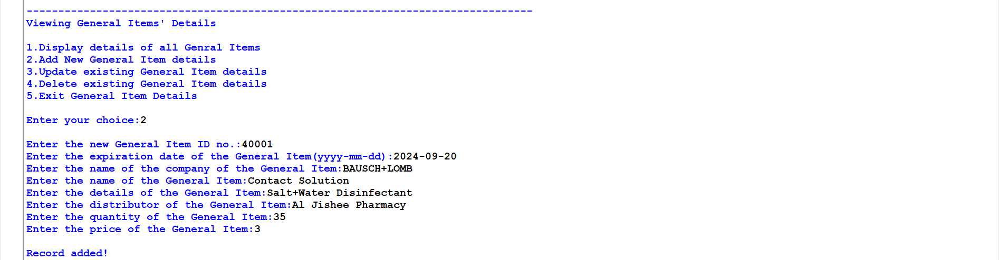 --------------------------------------------------------------------------------
Viewing General Items' Details
1.Display details of all Genral Items
2.Add New General Item details
3.Update existing General Item details
4.Delete existing General Item details
5.Exit General Item Details
Enter your choice:2
Enter the new General Item ID no.:40001
Enter the expiration date of the General Item(yyyy-mm-dd):2024-09-20
Enter the name of the company of the General Item:BAUSCH+LOMB
Enter the name of the General Item:Contact Solution
Enter the details of the General Item:Salt+Water Disinfectant
Enter the distributor of the General Item:Al Jishee Pharmacy
Enter the quantity of the General Item:35
Enter the price of the General Item:3
Record added!